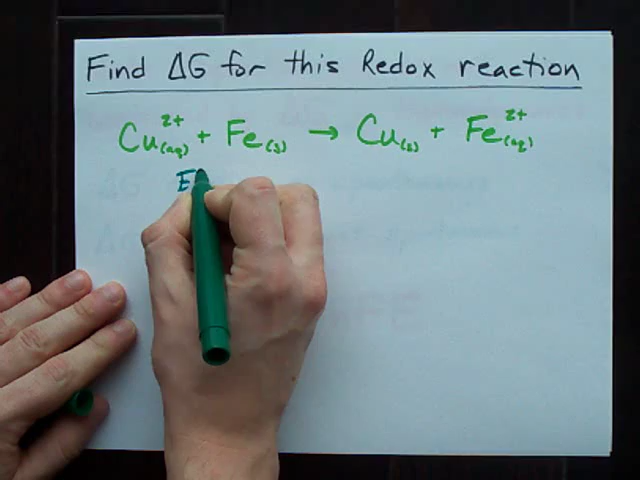 Find ΔG for this Redox reaction
Cu²⁺(aq) + Fe(s) → Cu(s) + Fe²⁺(aq)
E